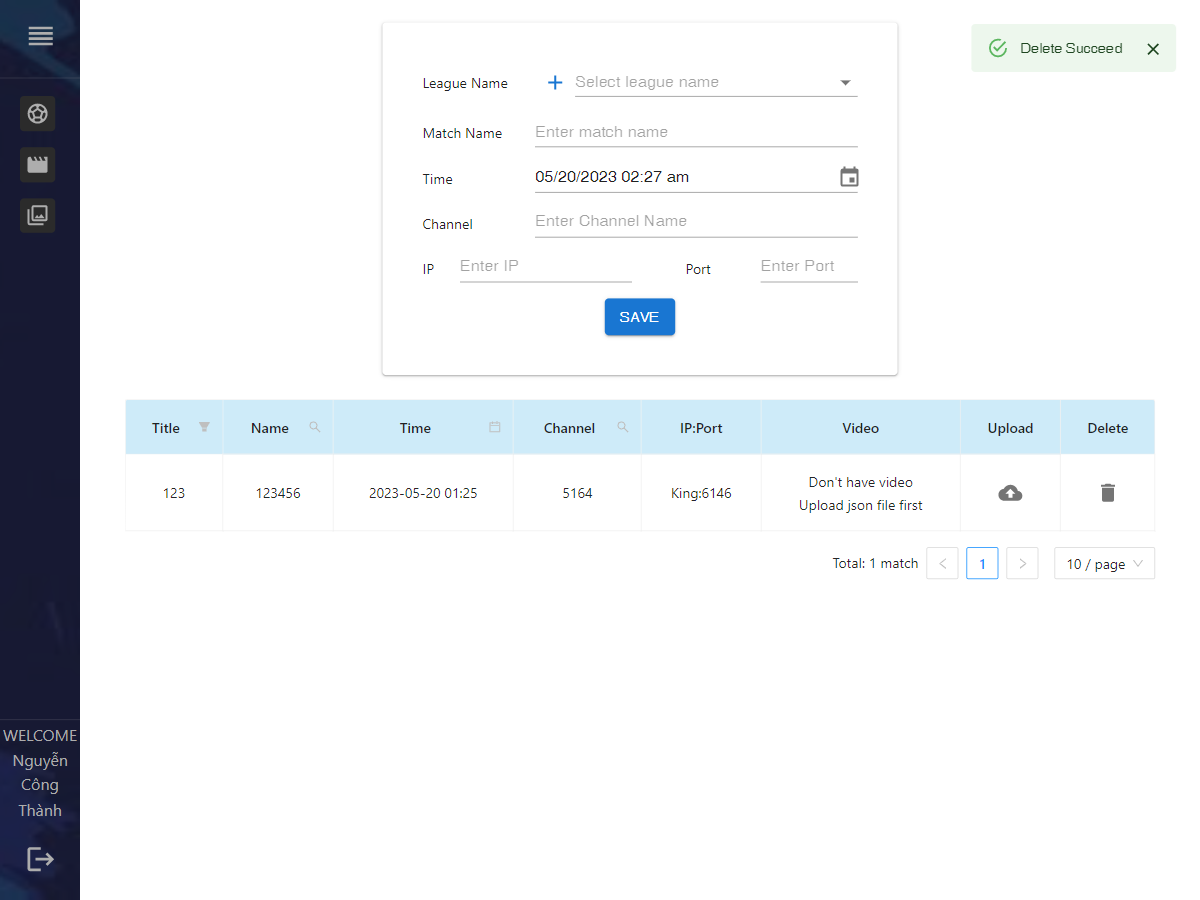 Delete Succeed
League Name
Select league name
Match Name
Enter match name
Time
05/20/2023 02:27 am
Channel
Enter Channel Name
IP
Enter IP
Port
Enter Port
SAVE
Title Name Time Channel IP:Port Video Upload Delete
123 123456 2023-05-20 01:25 5164 King:6146 Don't have video
Upload json file first
Total: 1 match 1 10 / page
WELCOME
Nguyễn
Công
Thành